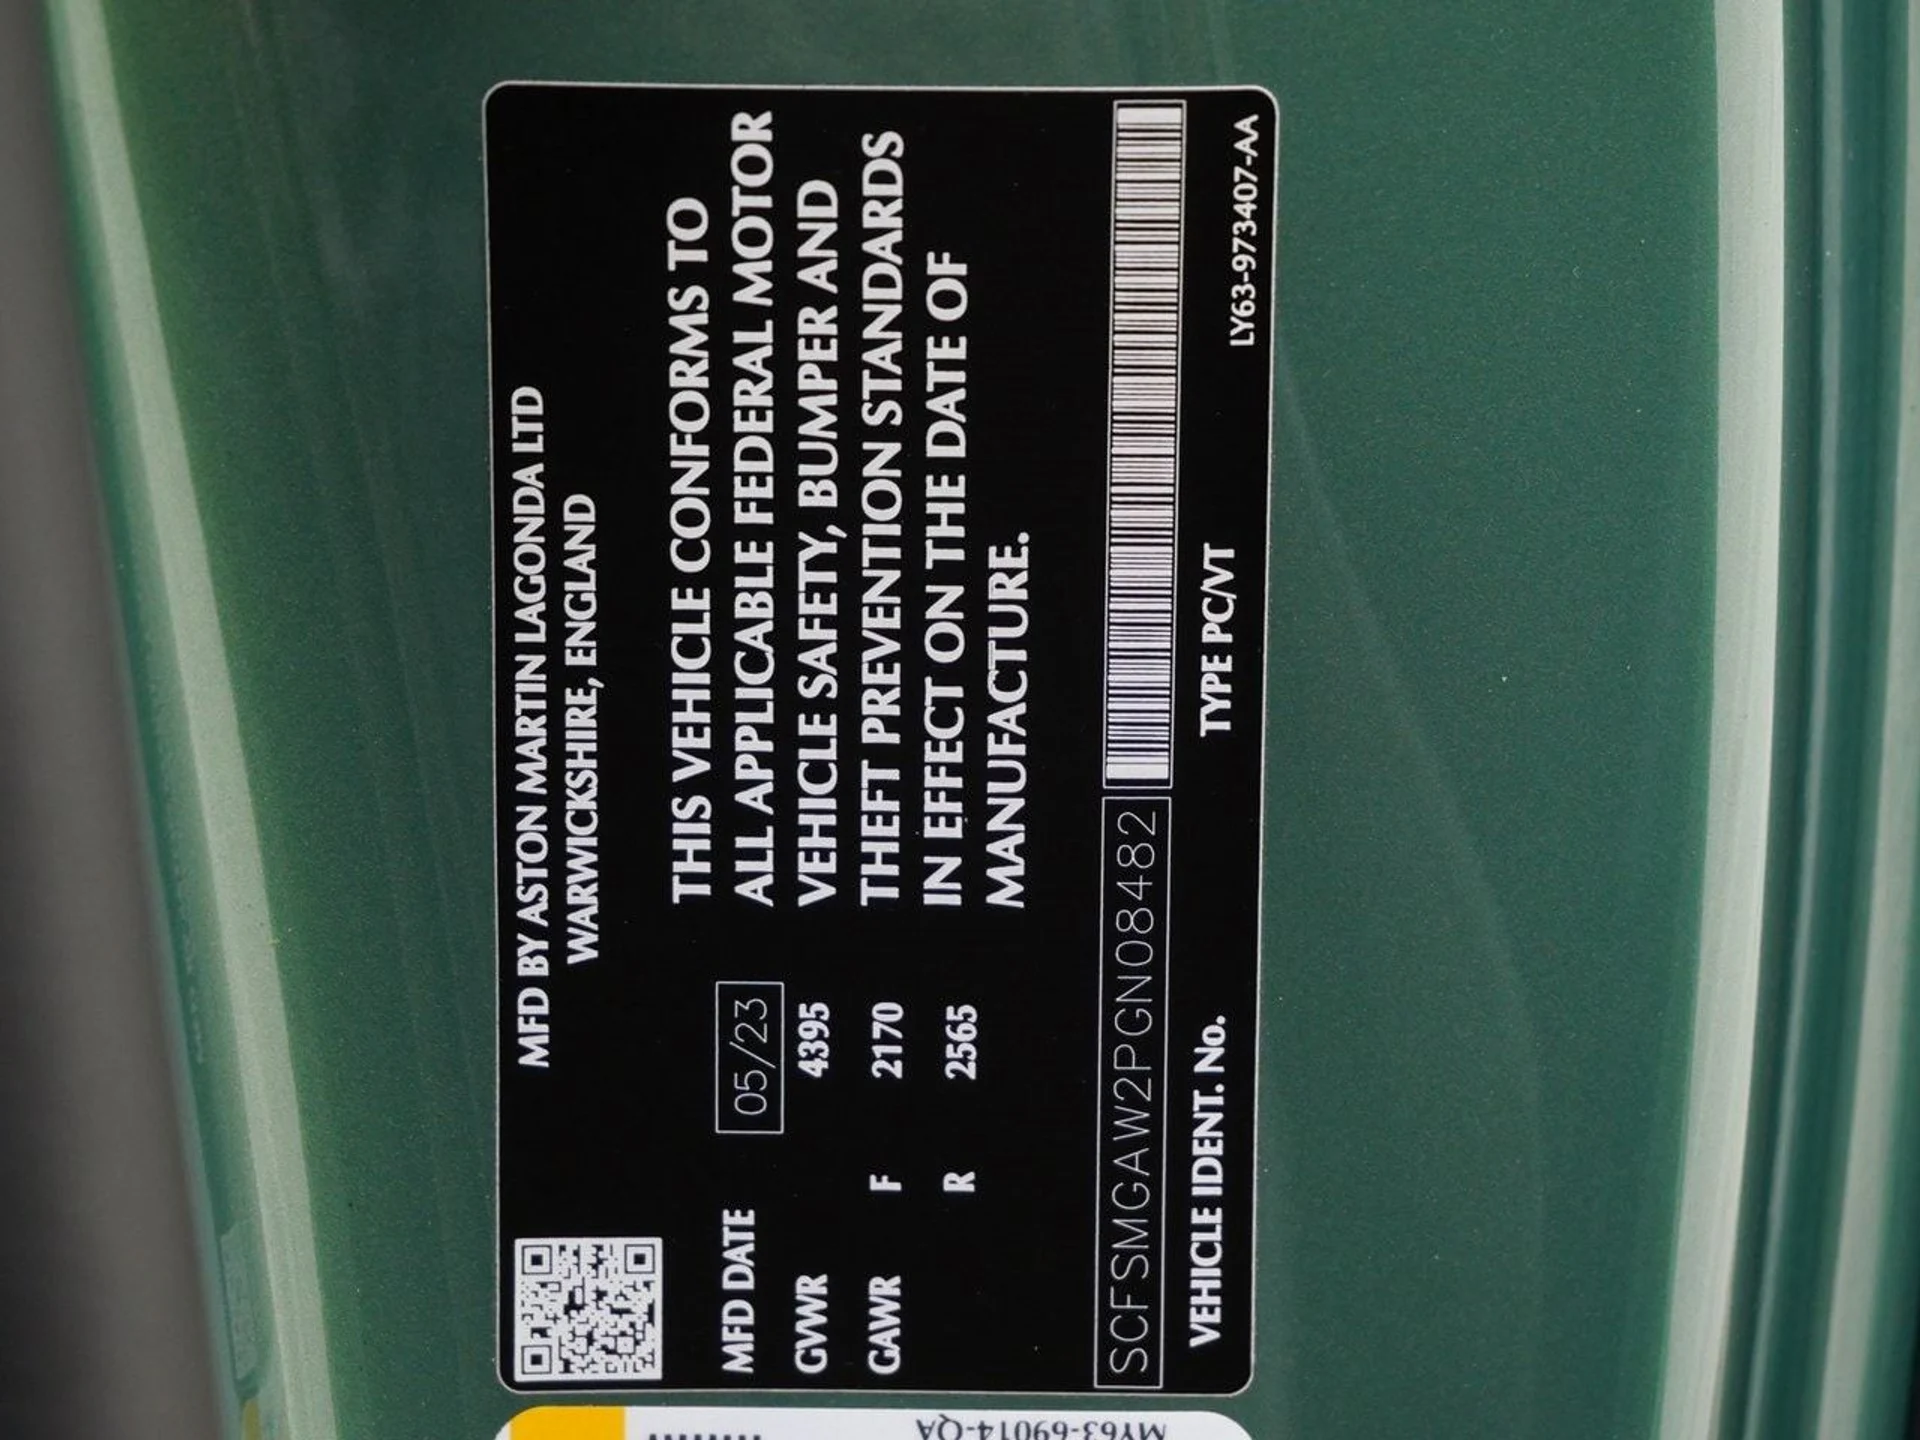 MFD BY ASTON MARTIN LAGONDA LTD
WARWICKSHIRE, ENGLAND
MFD DATE 05/23
GVWR 4395
GAWR F 2170
R 2565
THIS VEHICLE CONFORMS TO
ALL APPLICABLE FEDERAL MOTOR
VEHICLE SAFETY, BUMPER AND
THEFT PREVENTION STANDARDS
IN EFFECT ON THE DATE OF
MANUFACTURE.
SCFSMGAW2PGN08482
VEHICLE IDENT. No. TYPE PC/VT LY63-973407-AA
MY63-69014-QA